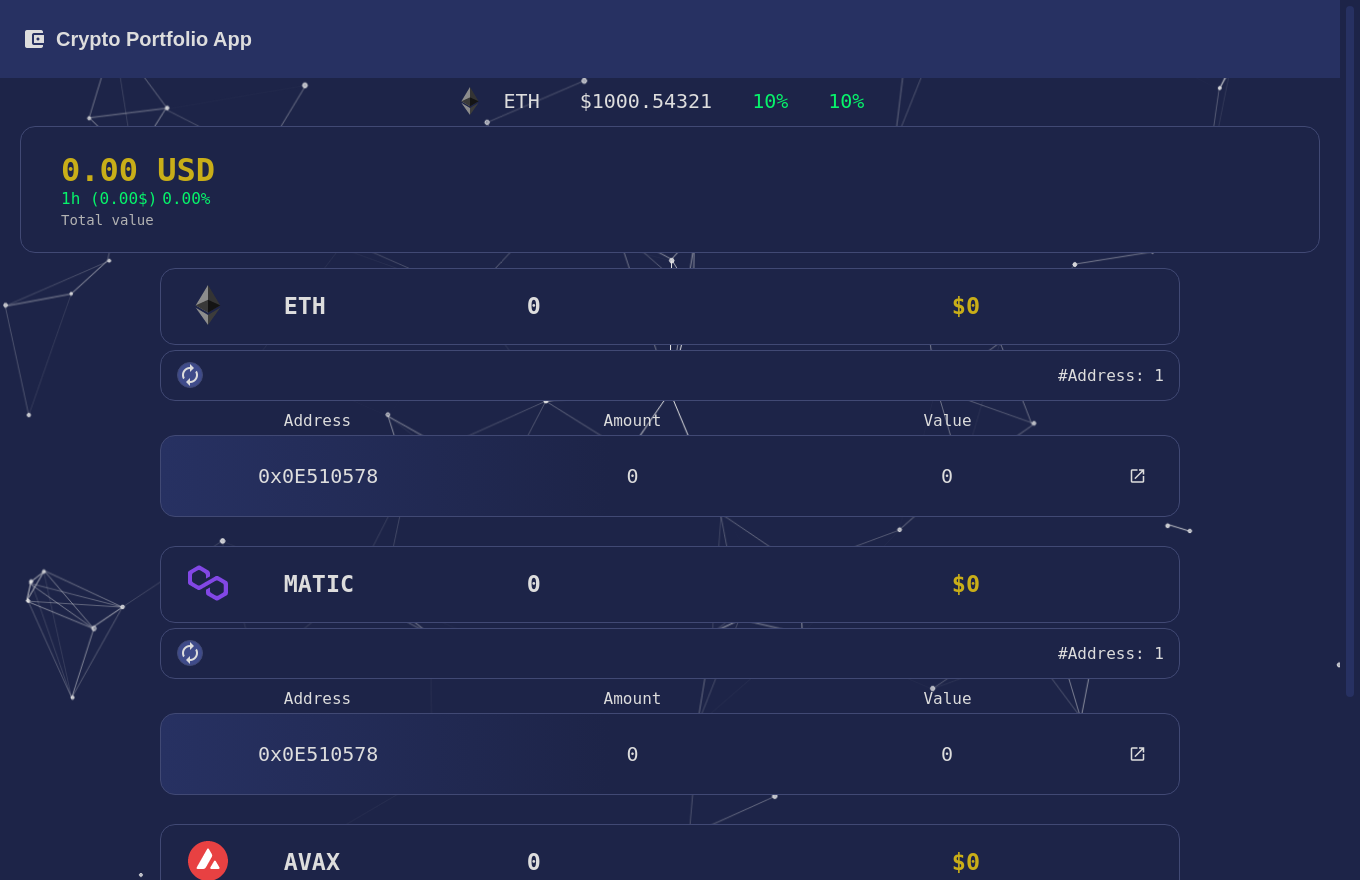 Crypto Portfolio App
ETH $1000.54321 10% 10%
0.00 USD
1h (0.00$) 0.00%
Total value
ETH 0 $0
#Address: 1
Address Amount Value
0x0E510578 0 0
MATIC 0 $0
#Address: 1
Address Amount Value
0x0E510578 0 0
AVAX 0 $0